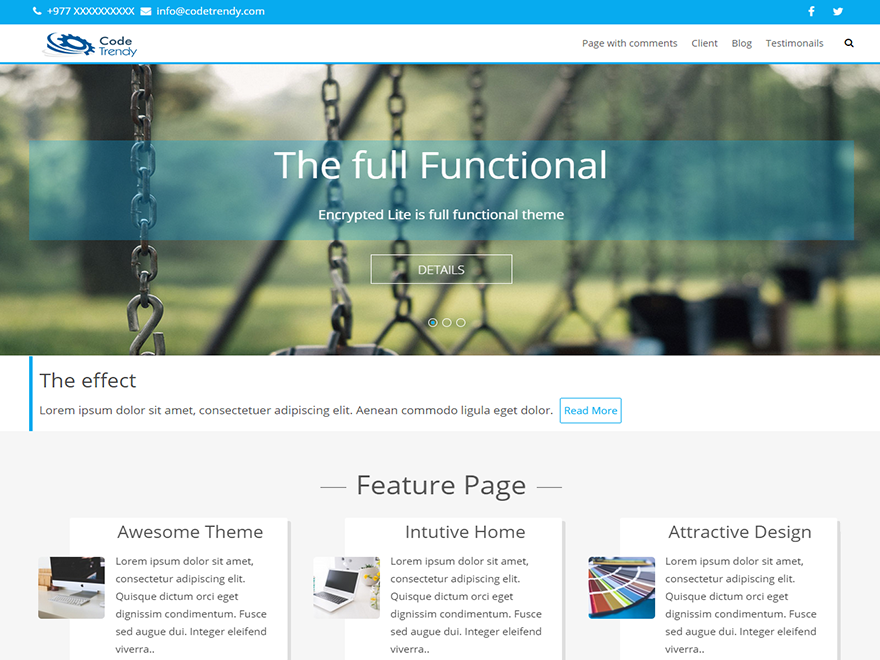 +977 XXXXXXXXXX info@codetrendy.com
Code
Trendy
Page with comments Client Blog Testimonails
The full Functional
Encrypted Lite is full functional theme
DETAILS
The effect
Lorem ipsum dolor sit amet, consectetuer adipiscing elit. Aenean commodo ligula eget dolor. Read More
Feature Page
Awesome Theme
Lorem ipsum dolor sit amet,
consectetur adipiscing elit.
Quisque dictum orci eget
dignissim condimentum. Fusce
sed augue dui. Integer eleifend
viverra..
Intutive Home
Lorem ipsum dolor sit amet,
consectetur adipiscing elit.
Quisque dictum orci eget
dignissim condimentum. Fusce
sed augue dui. Integer eleifend
viverra..
Attractive Design
Lorem ipsum dolor sit amet,
consectetur adipiscing elit.
Quisque dictum orci eget
dignissim condimentum. Fusce
sed augue dui. Integer eleifend
viverra..